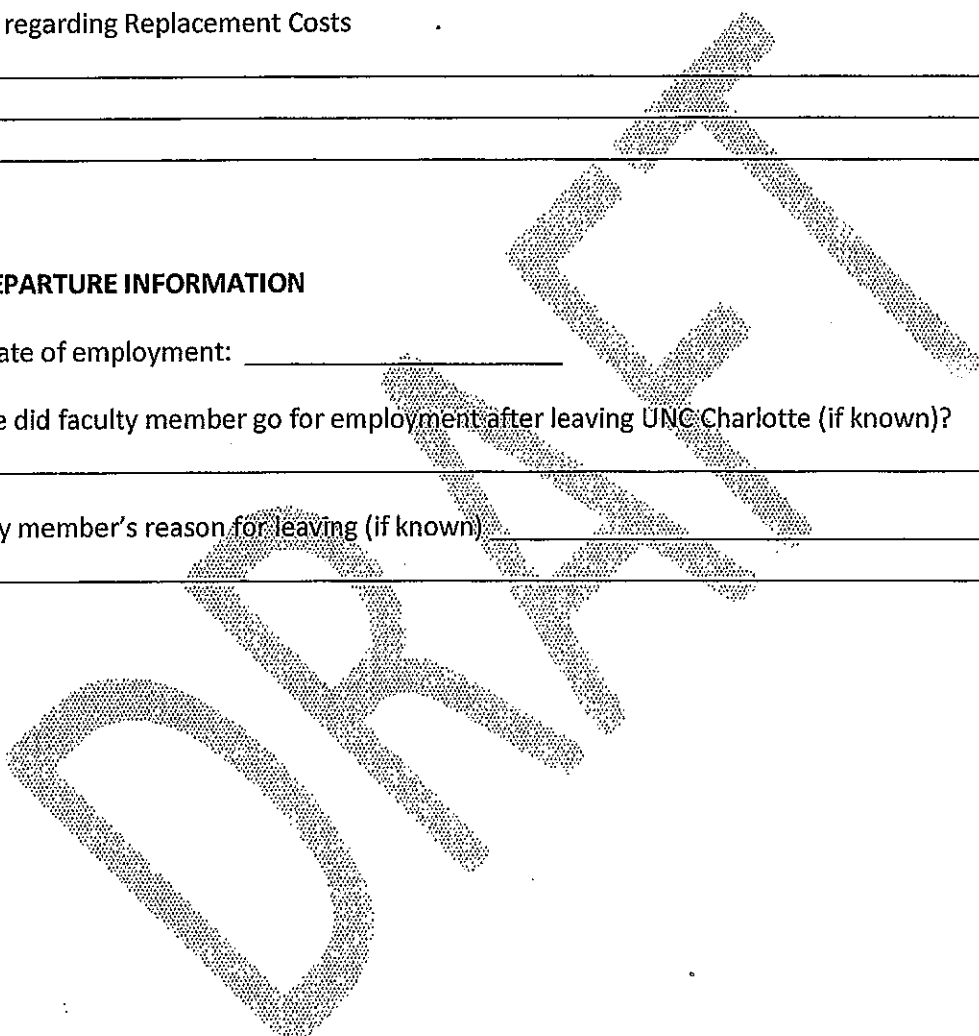 regarding Replacement Costs
EPARTURE INFORMATION
ate of employment:
e did faculty member go for employment after leaving UNC Charlotte (if known)?
y member's reason for leaving (if known)
DRAFT